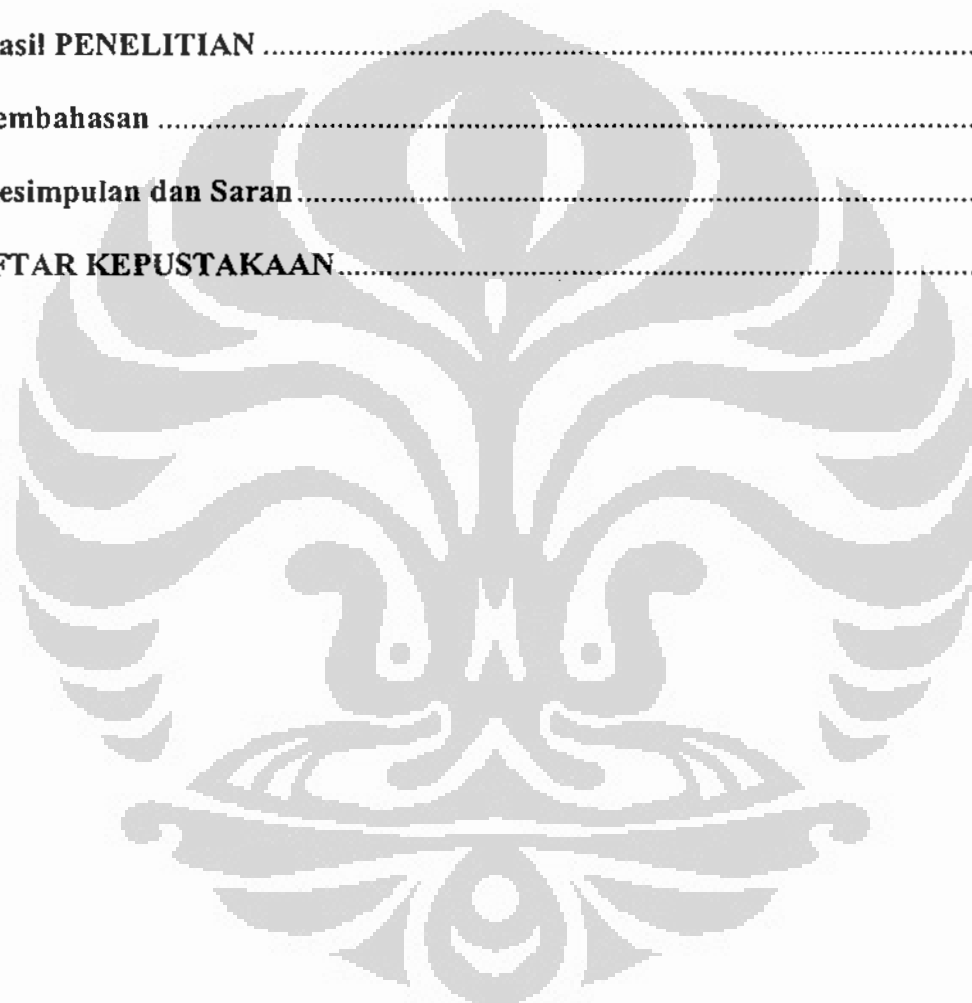 asil PENELITIAN ................................................................................
embahasan ................................................................................
esimpulan dan Saran ................................................................................
FTAR KEPUSTAKAAN ................................................................................